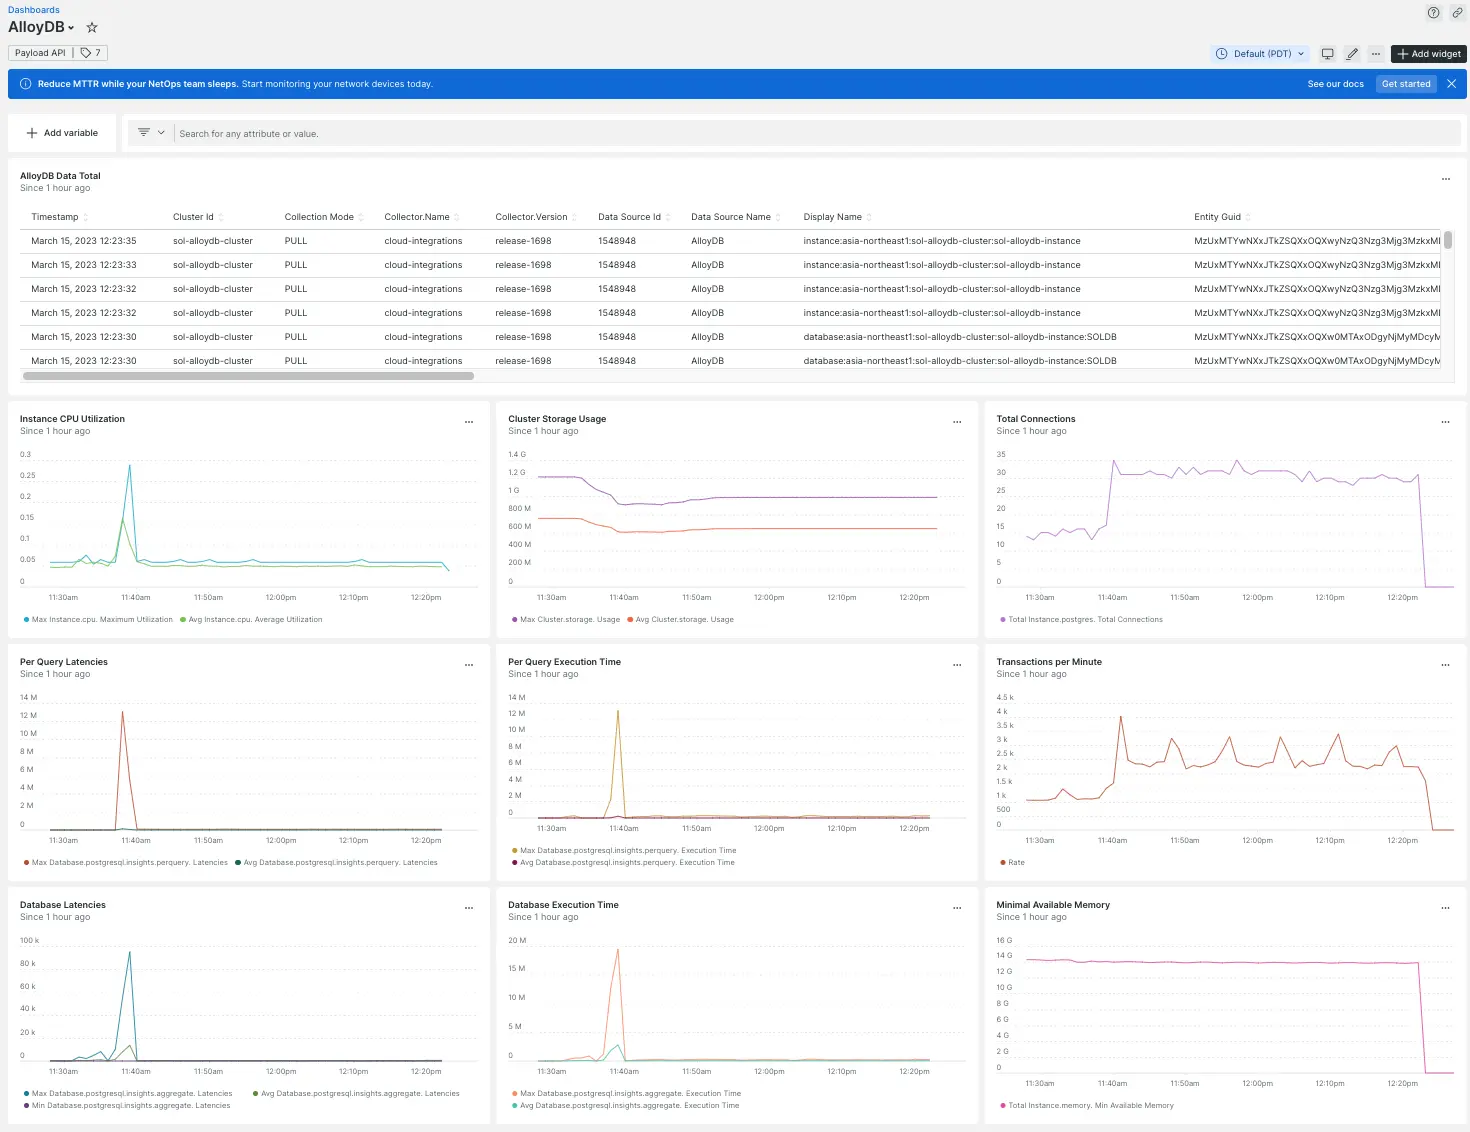 Dashboards
AlloyDB
Payload API | 7
Default (PDT)
Add widget
Reduce MTTR while your NetOps team sleeps. Start monitoring your network devices today.
See our docs
Get started
Add variable
Search for any attribute or value.
AlloyDB Data Total
Since 1 hour ago
Timestamp Cluster Id Collection Mode Collector.Name Collector.Version Data Source Id Data Source Name Display Name Entity Guid
March 15, 2023 12:23:35 sol-alloydb-cluster PULL cloud-integrations release-1698 1548948 AlloyDB instance:asia-northeast1:sol-alloydb-cluster:sol-alloydb-instance
March 15, 2023 12:23:33 sol-alloydb-cluster PULL cloud-integrations release-1698 1548948 AlloyDB instance:asia-northeast1:sol-alloydb-cluster:sol-alloydb-instance
March 15, 2023 12:23:32 sol-alloydb-cluster PULL cloud-integrations release-1698 1548948 AlloyDB instance:asia-northeast1:sol-alloydb-cluster:sol-alloydb-instance
March 15, 2023 12:23:32 sol-alloydb-cluster PULL cloud-integrations release-1698 1548948 AlloyDB instance:asia-northeast1:sol-alloydb-cluster:sol-alloydb-instance
March 15, 2023 12:23:30 sol-alloydb-cluster PULL cloud-integrations release-1698 1548948 AlloyDB database:asia-northeast1:sol-alloydb-cluster:sol-alloydb-instance:SOLDB
March 15, 2023 12:23:30 sol-alloydb-cluster PULL cloud-integrations release-1698 1548948 AlloyDB database:asia-northeast1:sol-alloydb-cluster:sol-alloydb-instance:SOLDB
Instance CPU Utilization
Since 1 hour ago
0.3
0.25
0.2
0.15
0.1
0.05
0
11:30am 11:40am 11:50am 12:00pm 12:10pm 12:20pm
Max Instance.cpu. Maximum Utilization Avg Instance.cpu. Average Utilization
Cluster Storage Usage
Since 1 hour ago
1.4 G
1.2 G
1 G
800 M
600 M
400 M
200 M
0
11:30am 11:40am 11:50am 12:00pm 12:10pm 12:20pm
Max Cluster.storage. Usage Avg Cluster.storage. Usage
Total Connections
Since 1 hour ago
35
30
25
20
15
10
5
0
11:30am 11:40am 11:50am 12:00pm 12:10pm 12:20pm
Total Instance.postgres. Total Connections
Per Query Latencies
Since 1 hour ago
14 M
12 M
10 M
8 M
6 M
4 M
2 M
0
11:30am 11:40am 11:50am 12:00pm 12:10pm 12:20pm
Max Database.postgresql.insights.perquery. Latencies Avg Database.postgresql.insights.perquery. Latencies
Per Query Execution Time
Since 1 hour ago
14 M
12 M
10 M
8 M
6 M
4 M
2 M
0
11:30am 11:40am 11:50am 12:00pm 12:10pm 12:20pm
Max Database.postgresql.insights.perquery. Execution Time
Avg Database.postgresql.insights.perquery. Execution Time
Transactions per Minute
Since 1 hour ago
4.5 k
4 k
3.5 k
3 k
2.5 k
2 k
1.5 k
1 k
500
0
11:30am 11:40am 11:50am 12:00pm 12:10pm 12:20pm
Rate
Database Latencies
Since 1 hour ago
100 k
80 k
60 k
40 k
20 k
0
11:30am 11:40am 11:50am 12:00pm 12:10pm 12:20pm
Max Database.postgresql.insights.aggregate. Latencies Avg Database.postgresql.insights.aggregate. Latencies
Min Database.postgresql.insights.aggregate. Latencies
Database Execution Time
Since 1 hour ago
20 M
15 M
10 M
5 M
0
11:30am 11:40am 11:50am 12:00pm 12:10pm 12:20pm
Max Database.postgresql.insights.aggregate. Execution Time
Avg Database.postgresql.insights.aggregate. Execution Time
Minimal Available Memory
Since 1 hour ago
16 G
14 G
12 G
10 G
8 G
6 G
4 G
2 G
0
11:30am 11:40am 11:50am 12:00pm 12:10pm 12:20pm
Total Instance.memory. Min Available Memory